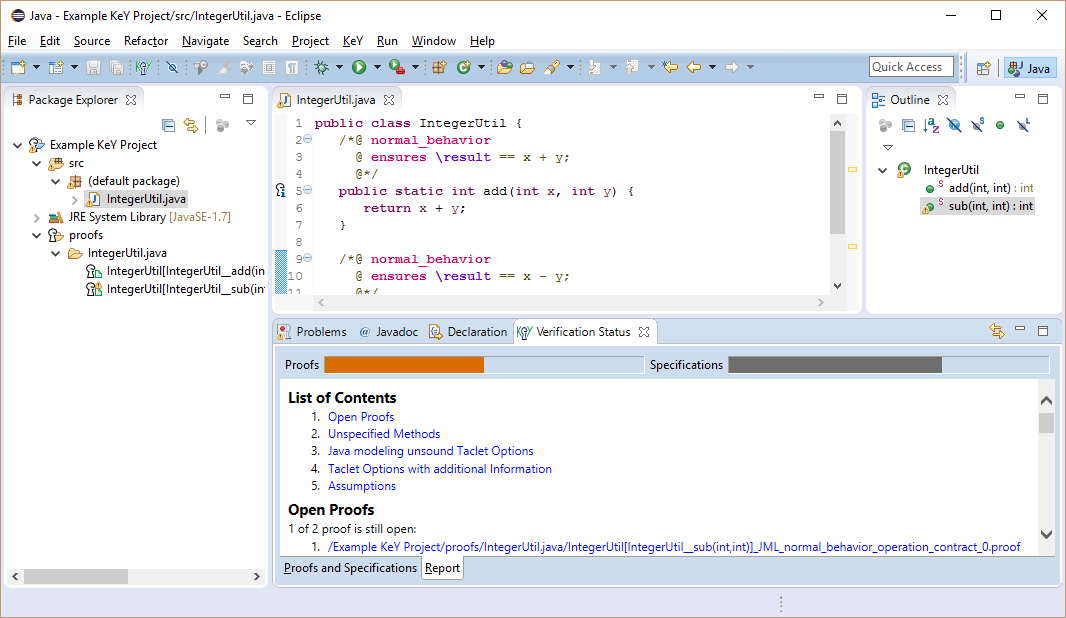 Java - Example KeY Project/src/IntegerUtil.java - Eclipse
File Edit Source Refactor Navigate Search Project KeY Run Window Help
Quick Access
Java
Package Explorer
Example KeY Project
src
(default package)
IntegerUtil.java
JRE System Library [JavaSE-1.7]
proofs
IntegerUtil.java
IntegerUtil[IntegerUtil__add(in
IntegerUtil[IntegerUtil__sub(int
IntegerUtil.java
1 public class IntegerUtil {
2 /*@ normal_behavior
3 @ ensures \result == x + y;
4 @*/
5 public static int add(int x, int y) {
6 return x + y;
7 }
8
9 /*@ normal_behavior
10 @ ensures \result == x - y;
11 @*/
Outline
IntegerUtil
add(int, int) : int
sub(int, int) : int
Problems @ Javadoc Declaration Verification Status
Proofs Specifications
List of Contents
1. Open Proofs
2. Unspecified Methods
3. Java modeling unsound Taclet Options
4. Taclet Options with additional Information
5. Assumptions
Open Proofs
1 of 2 proof is still open:
1. /Example KeY Project/proofs/IntegerUtil.java/IntegerUtil[IntegerUtil__sub(int,int)]_JML_normal_behavior_operation_contract_0.proof
Proofs and Specifications Report